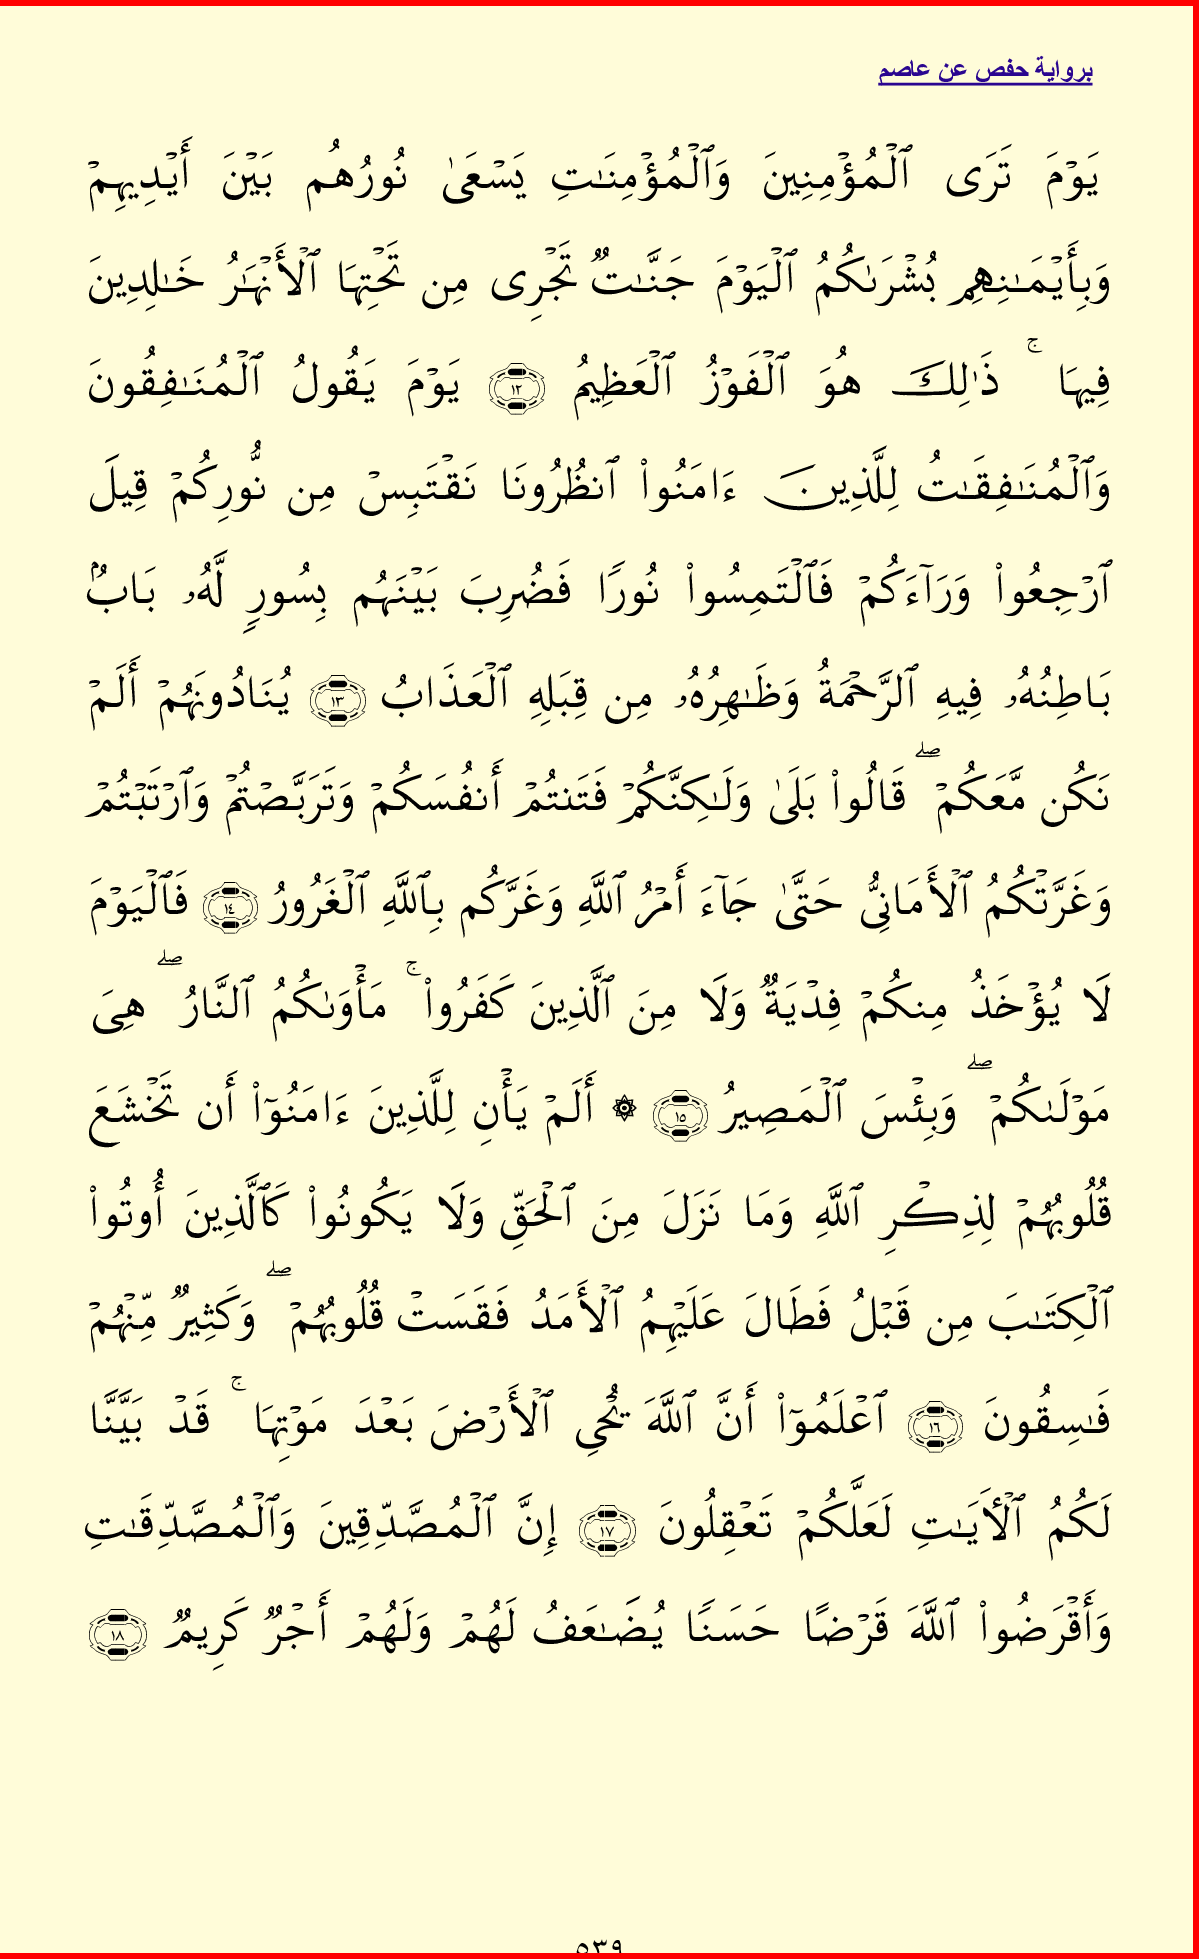 برواية حفص عن عاصم
يَوۡمَ تَرَى ٱلۡمُؤۡمِنِينَ وَٱلۡمُؤۡمِنَٰتِ يَسۡعَىٰ نُورُهُم بَيۡنَ أَيۡدِيهِمۡ
وَبِأَيۡمَٰنِهِمۖ بُشۡرَىٰكُمُ ٱلۡيَوۡمَ جَنَّٰتٞ تَجۡرِى مِن تَحۡتِهَا ٱلۡأَنۡهَٰرُ خَٰلِدِينَ
فِيهَاۚ ذَٰلِكَ هُوَ ٱلۡفَوۡزُ ٱلۡعَظِيمُ ۝١٢ يَوۡمَ يَقُولُ ٱلۡمُنَٰفِقُونَ
وَٱلۡمُنَٰفِقَٰتُ لِلَّذِينَ ءَامَنُواْ ٱنظُرُونَا نَقۡتَبِسۡ مِن نُّورِكُمۡ قِيلَ
ٱرۡجِعُواْ وَرَآءَكُمۡ فَٱلۡتَمِسُواْ نُورٗا فَضُرِبَ بَيۡنَهُم بِسُورٖ لَّهُۥ بَابُۢ
بَاطِنُهُۥ فِيهِ ٱلرَّحۡمَةُ وَظَٰهِرُهُۥ مِن قِبَلِهِ ٱلۡعَذَابُ ۝١٣ يُنَادُونَهُمۡ أَلَمۡ
نَكُن مَّعَكُمۡۖ قَالُواْ بَلَىٰ وَلَٰكِنَّكُمۡ فَتَنتُمۡ أَنفُسَكُمۡ وَتَرَبَّصۡتُمۡ وَٱرۡتَبۡتُمۡ
وَغَرَّتۡكُمُ ٱلۡأَمَانِىُّ حَتَّىٰ جَآءَ أَمۡرُ ٱللَّهِ وَغَرَّكُم بِٱللَّهِ ٱلۡغَرُورُ ۝١٤ فَٱلۡيَوۡمَ
لَا يُؤۡخَذُ مِنكُمۡ فِدۡيَةٞ وَلَا مِنَ ٱلَّذِينَ كَفَرُواْۚ مَأۡوَىٰكُمُ ٱلنَّارُۖ هِىَ
مَوۡلَىٰكُمۡۖ وَبِئۡسَ ٱلۡمَصِيرُ ۝١٥ ۞ أَلَمۡ يَأۡنِ لِلَّذِينَ ءَامَنُوٓاْ أَن تَخۡشَعَ
قُلُوبُهُمۡ لِذِكۡرِ ٱللَّهِ وَمَا نَزَلَ مِنَ ٱلۡحَقِّ وَلَا يَكُونُواْ كَٱلَّذِينَ أُوتُواْ
ٱلۡكِتَٰبَ مِن قَبۡلُ فَطَالَ عَلَيۡهِمُ ٱلۡأَمَدُ فَقَسَتۡ قُلُوبُهُمۡۖ وَكَثِيرٞ مِّنۡهُمۡ
فَٰسِقُونَ ۝١٦ ٱعۡلَمُوٓاْ أَنَّ ٱللَّهَ يُحۡىِ ٱلۡأَرۡضَ بَعۡدَ مَوۡتِهَاۚ قَدۡ بَيَّنَّا
لَكُمُ ٱلۡأٓيَٰتِ لَعَلَّكُمۡ تَعۡقِلُونَ ۝١٧ إِنَّ ٱلۡمُصَّدِّقِينَ وَٱلۡمُصَّدِّقَٰتِ
وَأَقۡرَضُواْ ٱللَّهَ قَرۡضًا حَسَنٗا يُضَٰعَفُ لَهُمۡ وَلَهُمۡ أَجۡرٞ كَرِيمٞ ۝١٨
٥٣٩